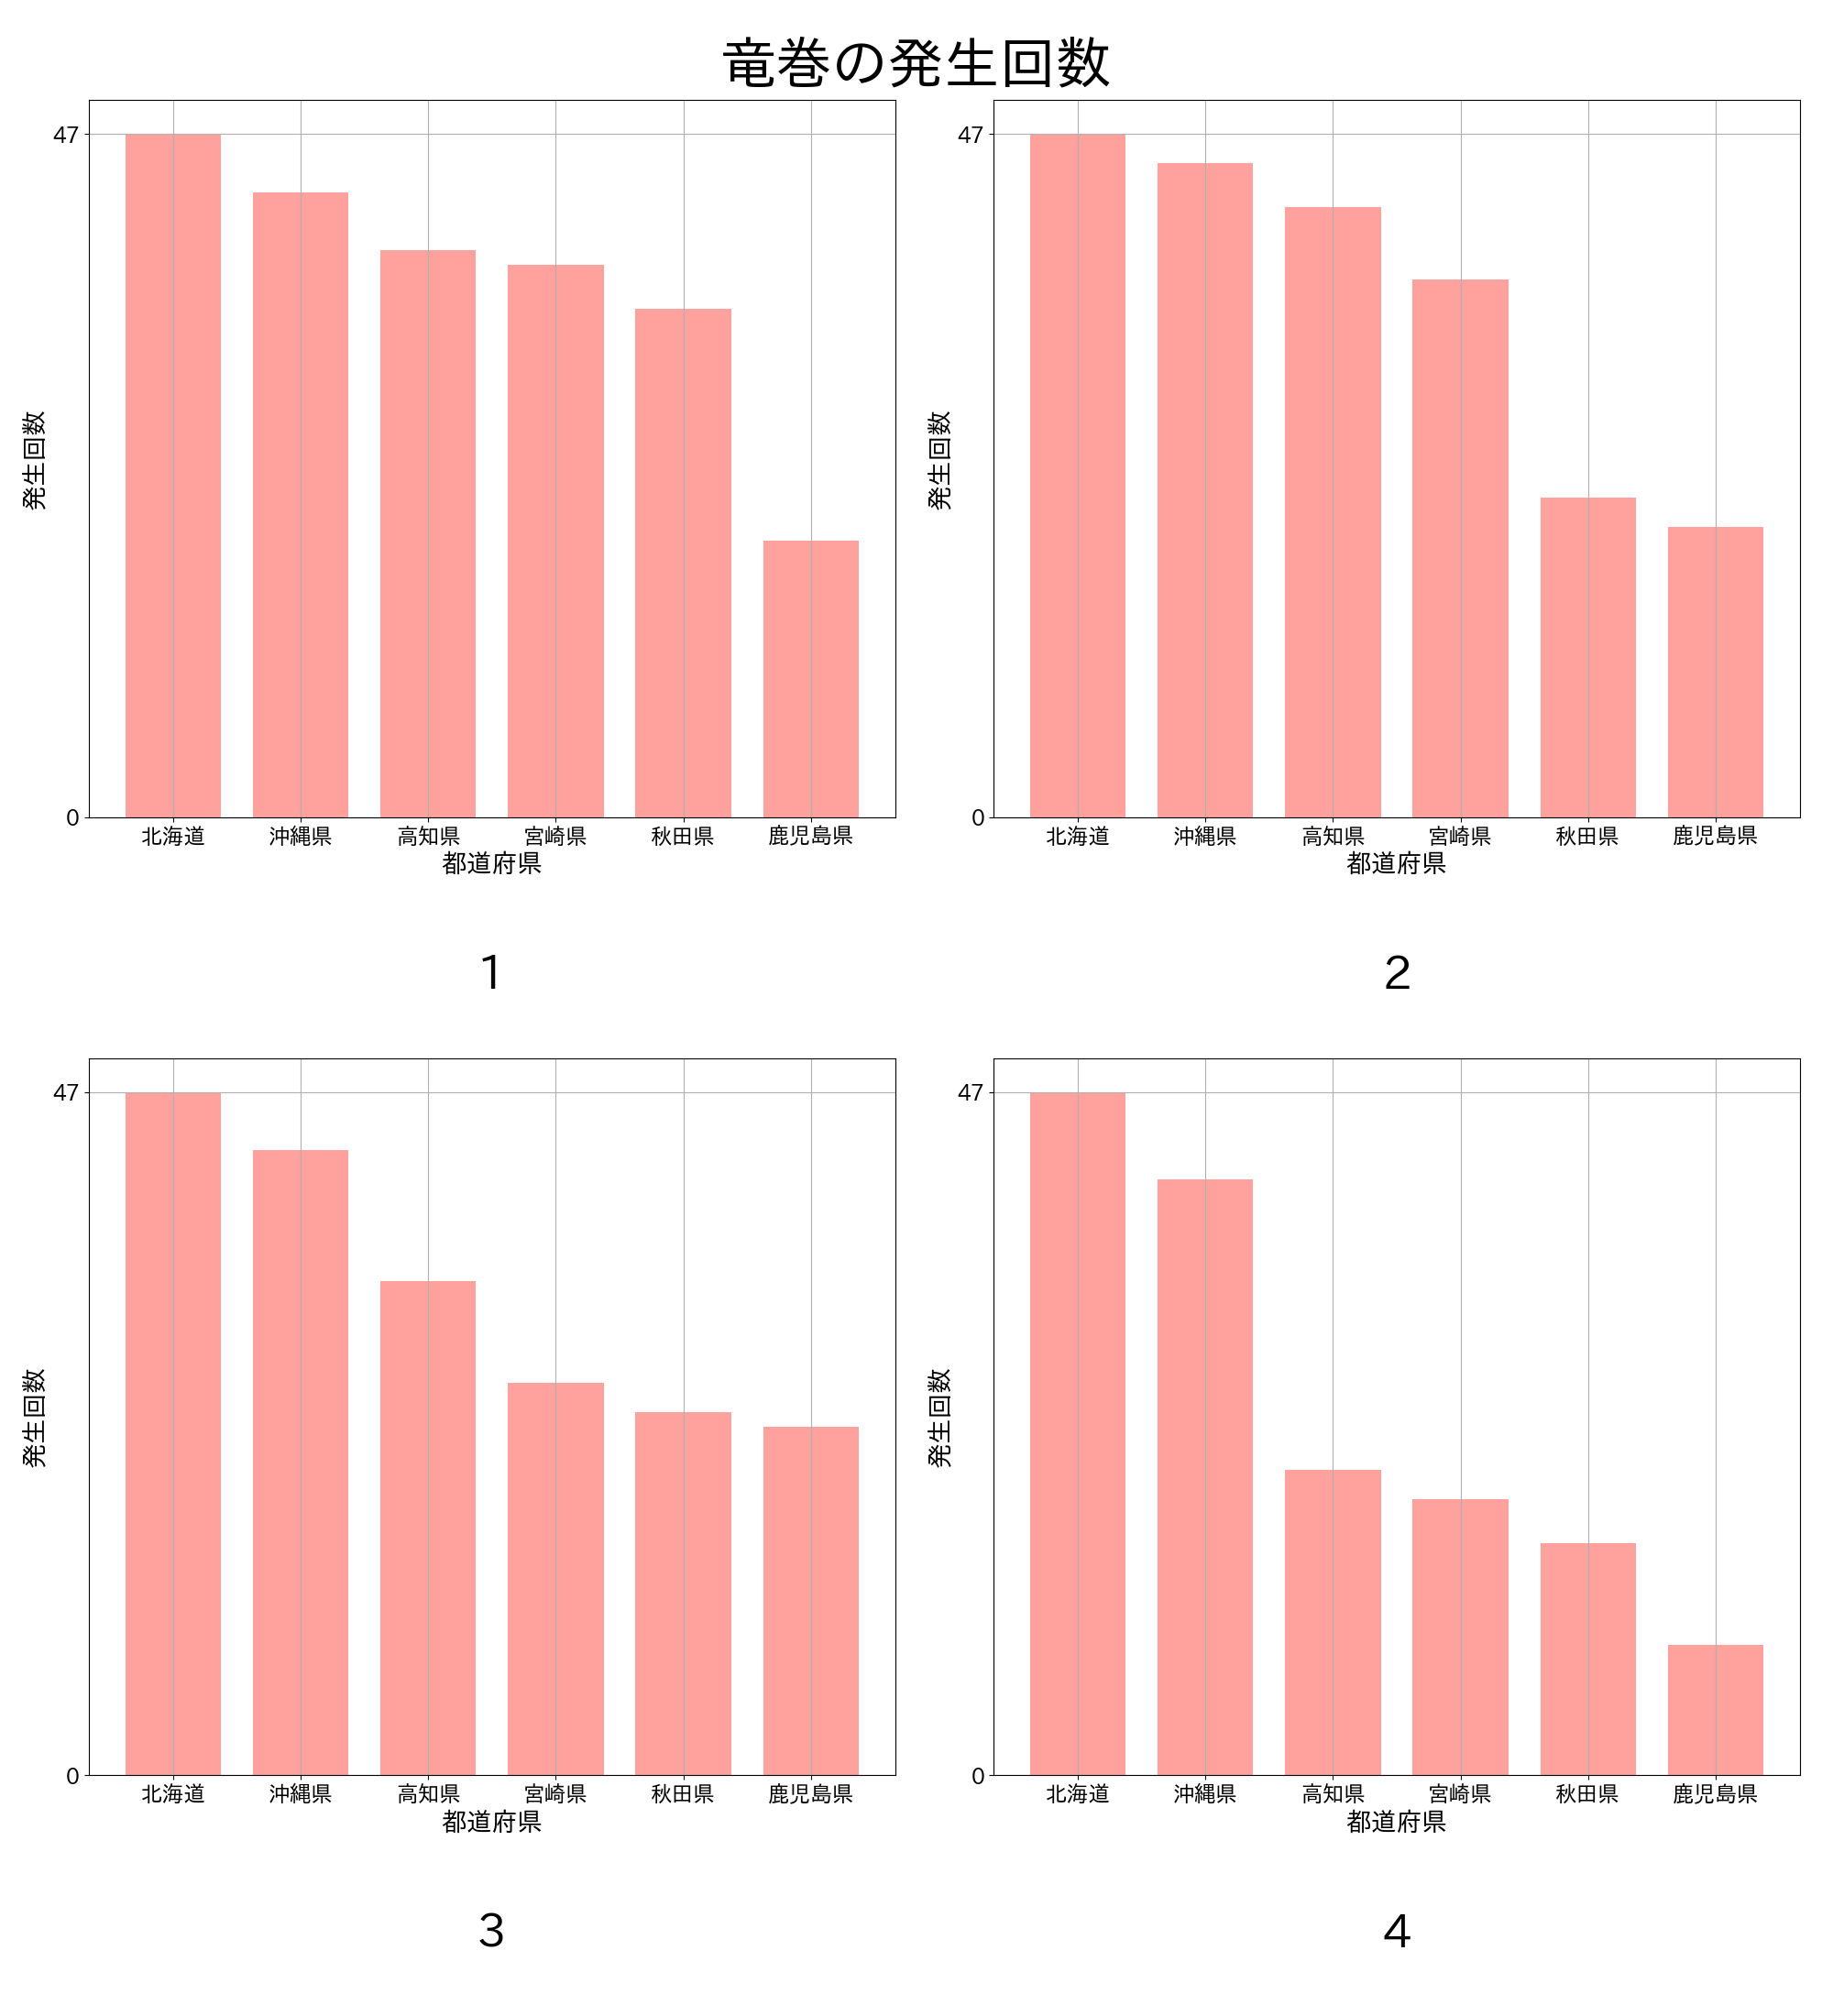 竜巻の発生回数
47
0
発生回数
北海道 沖縄県 高知県 宮崎県 秋田県 鹿児島県
都道府県
1
47
0
発生回数
北海道 沖縄県 高知県 宮崎県 秋田県 鹿児島県
都道府県
2
47
0
発生回数
北海道 沖縄県 高知県 宮崎県 秋田県 鹿児島県
都道府県
3
47
0
発生回数
北海道 沖縄県 高知県 宮崎県 秋田県 鹿児島県
都道府県
4